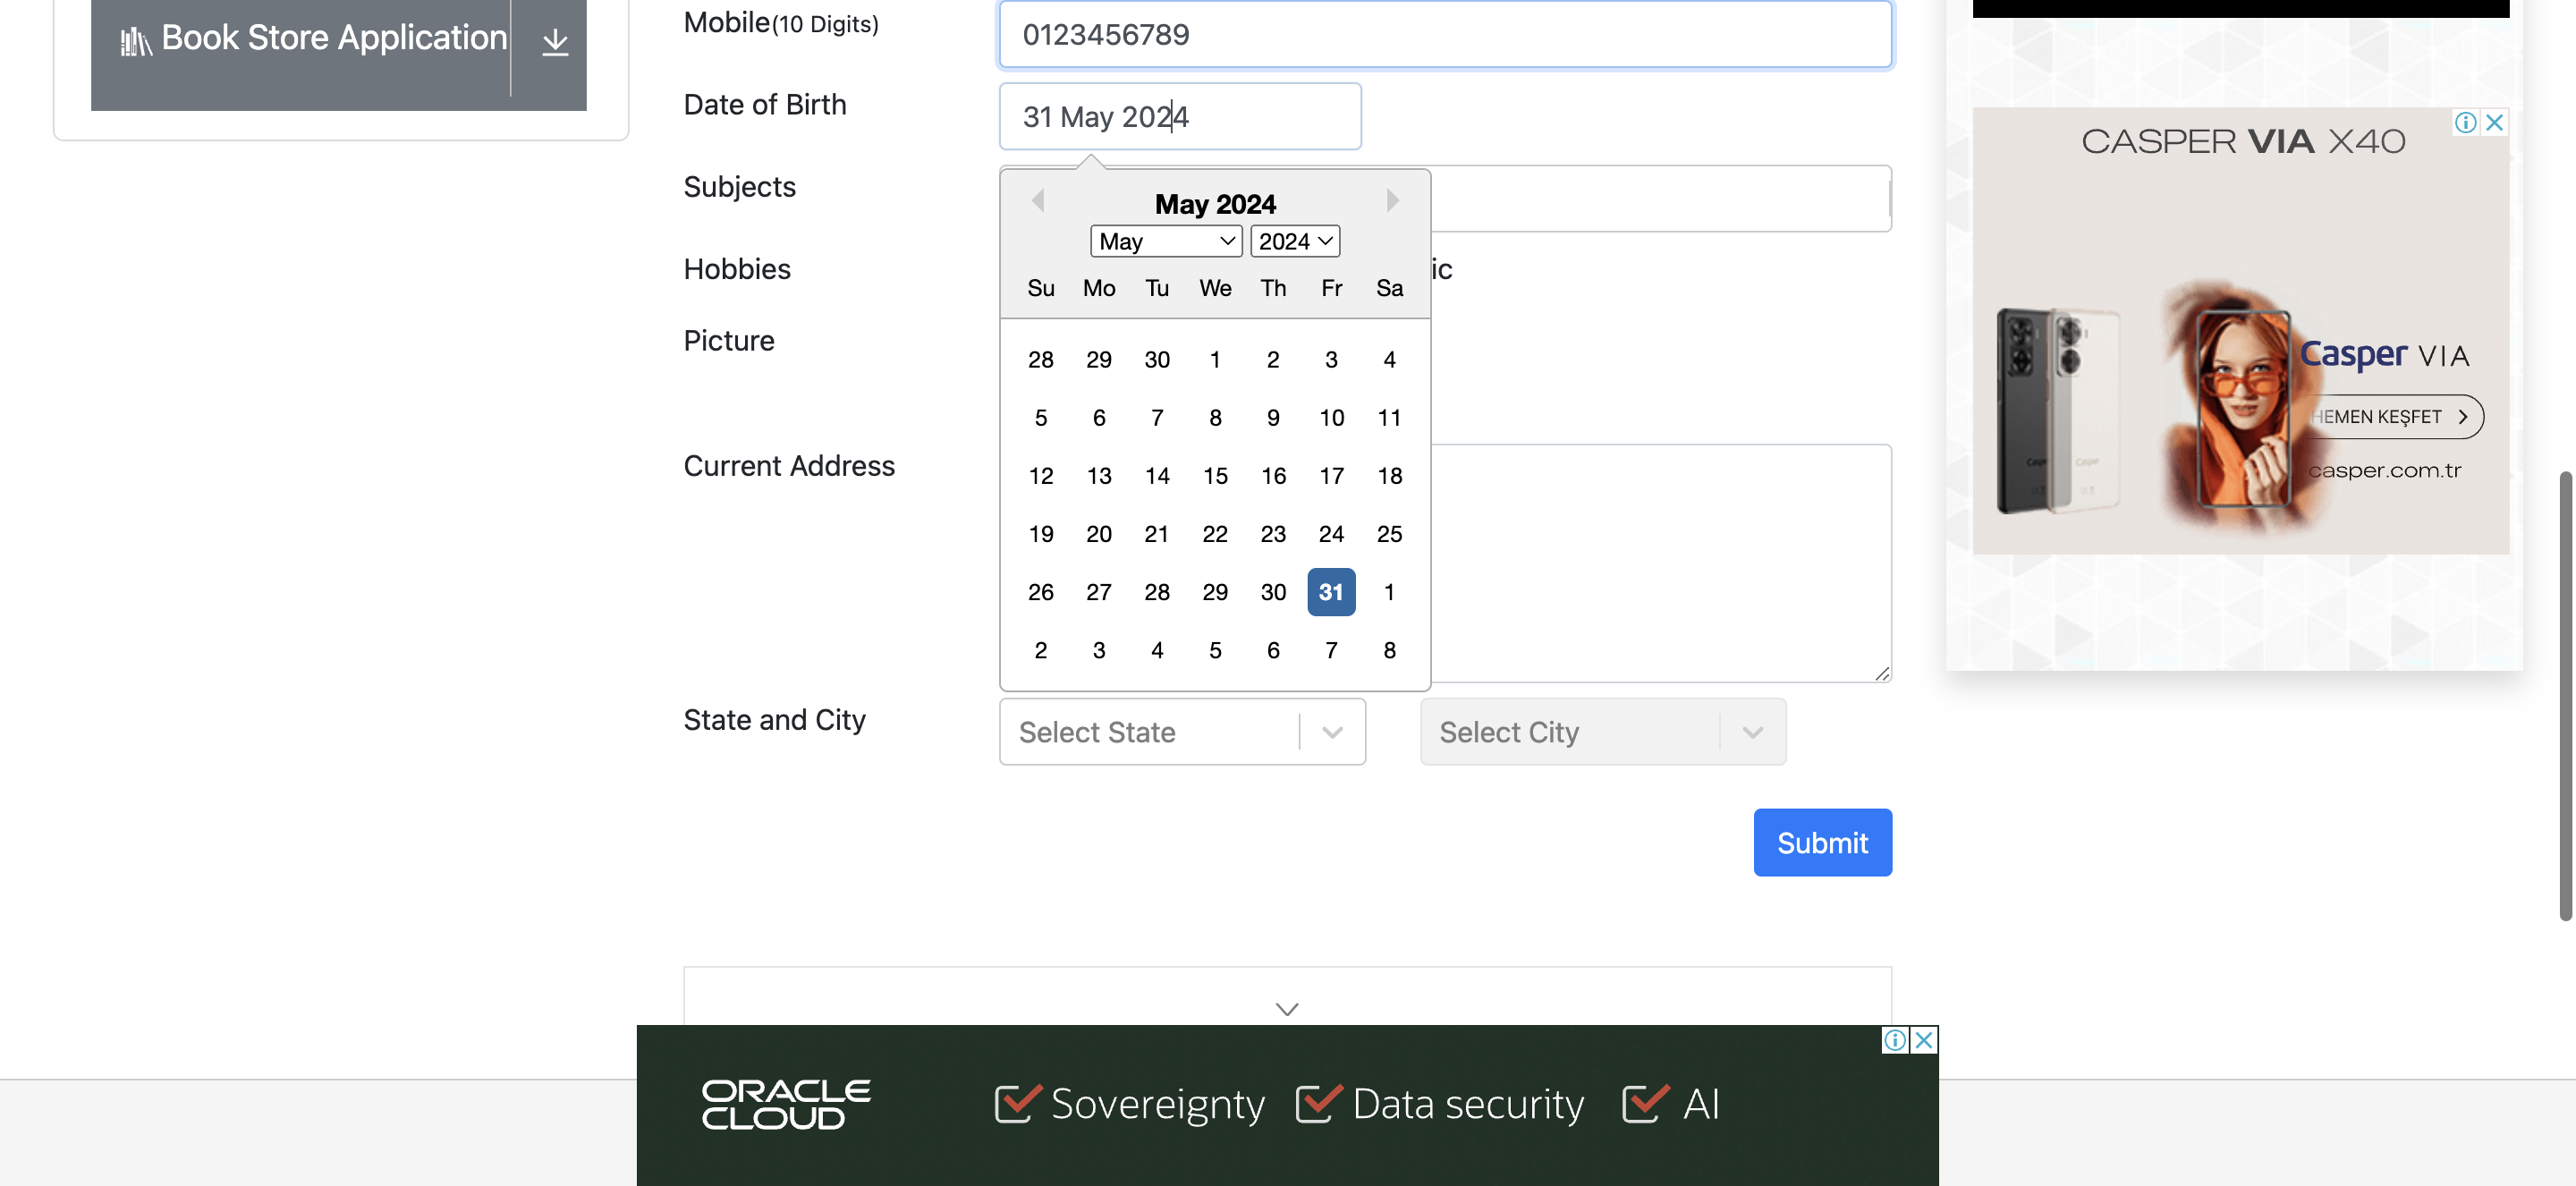 Book Store Application
Mobile(10 Digits)
0123456789
Date of Birth
31 May 2024
Subjects
May 2024
May
2024
Su Mo Tu We Th Fr Sa
28 29 30 1 2 3 4
5 6 7 8 9 10 11
12 13 14 15 16 17 18
19 20 21 22 23 24 25
26 27 28 29 30 31 1
2 3 4 5 6 7 8
Hobbies
ic
Picture
Current Address
State and City
Select State
Select City
Submit
CASPER VIA X40
Casper VIA
HEMEN KEŞFET
casper.com.tr
Casper
Casper
ORACLE
CLOUD
Sovereignty
Data security
AI